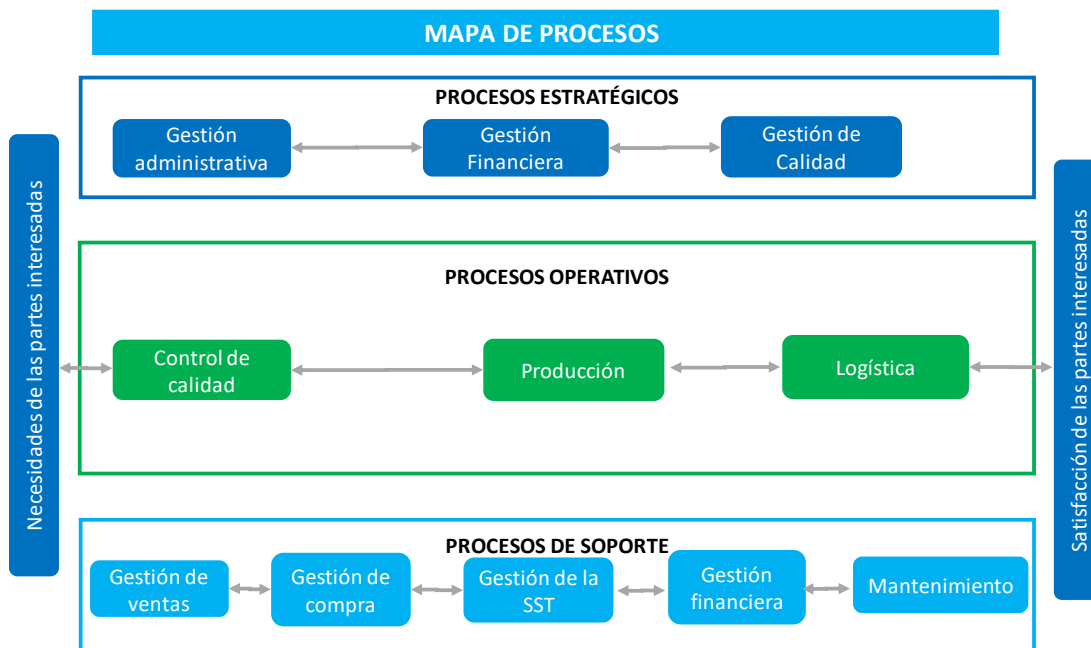 MAPA DE PROCESOS
PROCESOS ESTRATÉGICOS
Gestión
administrativa
Gestión
Financiera
Gestión de
Calidad
Necesidades de las partes interesadas
PROCESOS OPERATIVOS
Control de
calidad
Producción
Logística
Satisfacción de las partes interesadas
PROCESOS DE SOPORTE
Gestión de
ventas
Gestión de
compra
Gestión de la
SST
Gestión
financiera
Mantenimiento